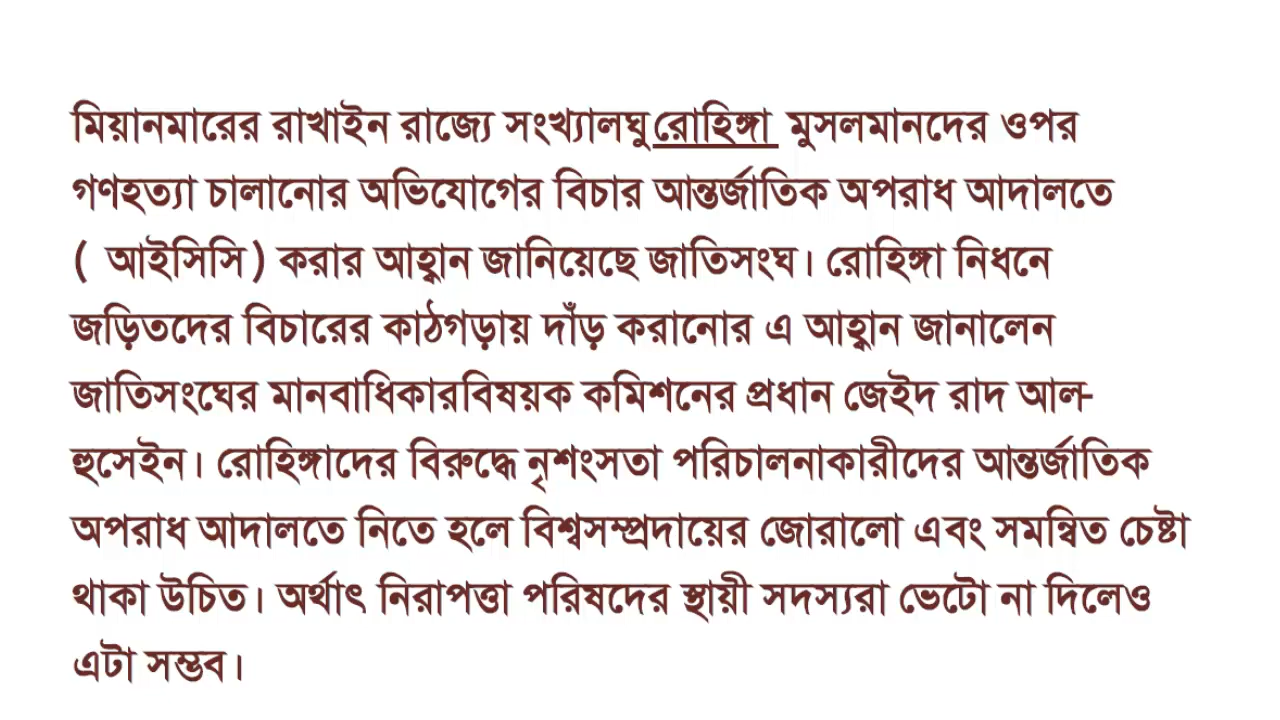 মিয়ানমারের রাখাইন রাজ্যে সংখ্যালঘু রোহিঙ্গা মুসলমানদের ওপর
গণহত্যা চালানোর অভিযোগের বিচার আন্তর্জাতিক অপরাধ আদালতে
( আইসিসি) করার আহ্বান জানিয়েছে জাতিসংঘ। রোহিঙ্গা নিধনে
জড়িতদের বিচারের কাঠগড়ায় দাঁড় করানোর এ আহ্বান জানালেন
জাতিসংঘের মানবাধিকারবিষয়ক কমিশনের প্রধান জেইদ রাদ আল-
হুসেইন। রোহিঙ্গাদের বিরুদ্ধে নৃশংসতা পরিচালনাকারীদের আন্তর্জাতিক
অপরাধ আদালতে নিতে হলে বিশ্বসম্প্রদায়ের জোরালো এবং সমন্বিত চেষ্টা
থাকা উচিত। অর্থাৎ নিরাপত্তা পরিষদের স্থায়ী সদস্যরা ভেটো না দিলেও
এটা সম্ভব।